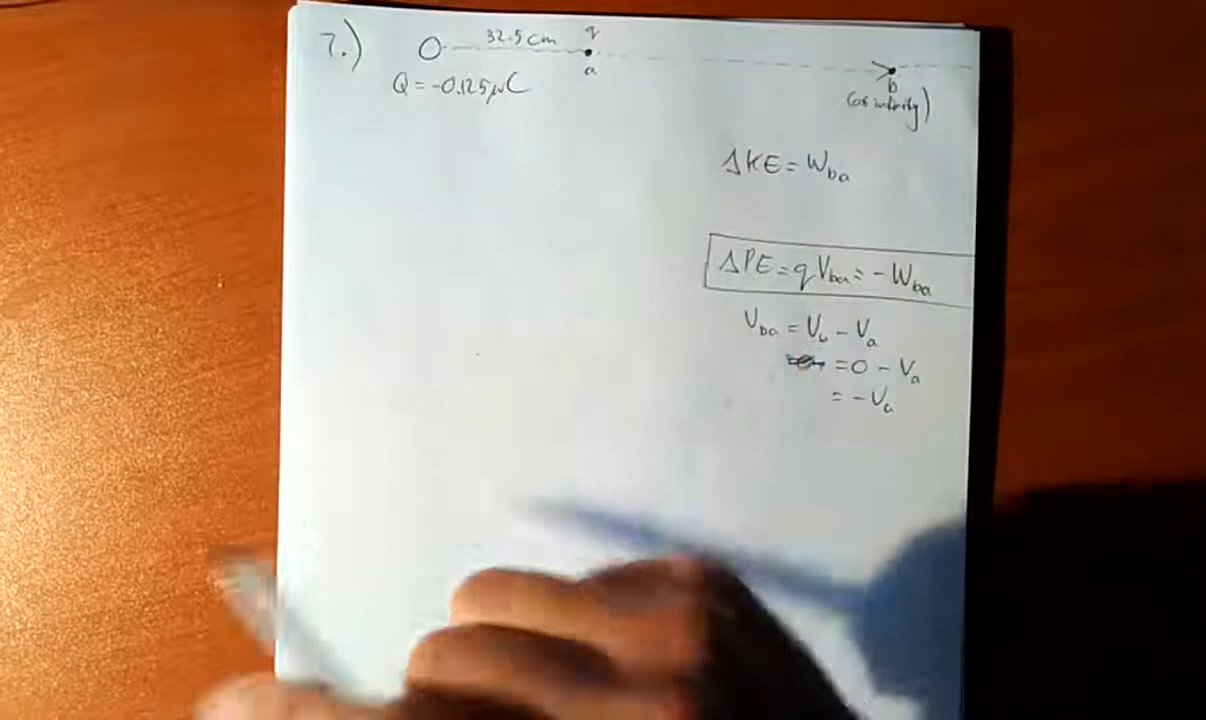 7.)
32.5 cm
q
a
Q = -0.125μC
b
(at infinity)
ΔKE = W_ba
ΔPE = qV_ba = -W_ba
V_ba = V_b - V_a
= 0 - V_a
= -V_a